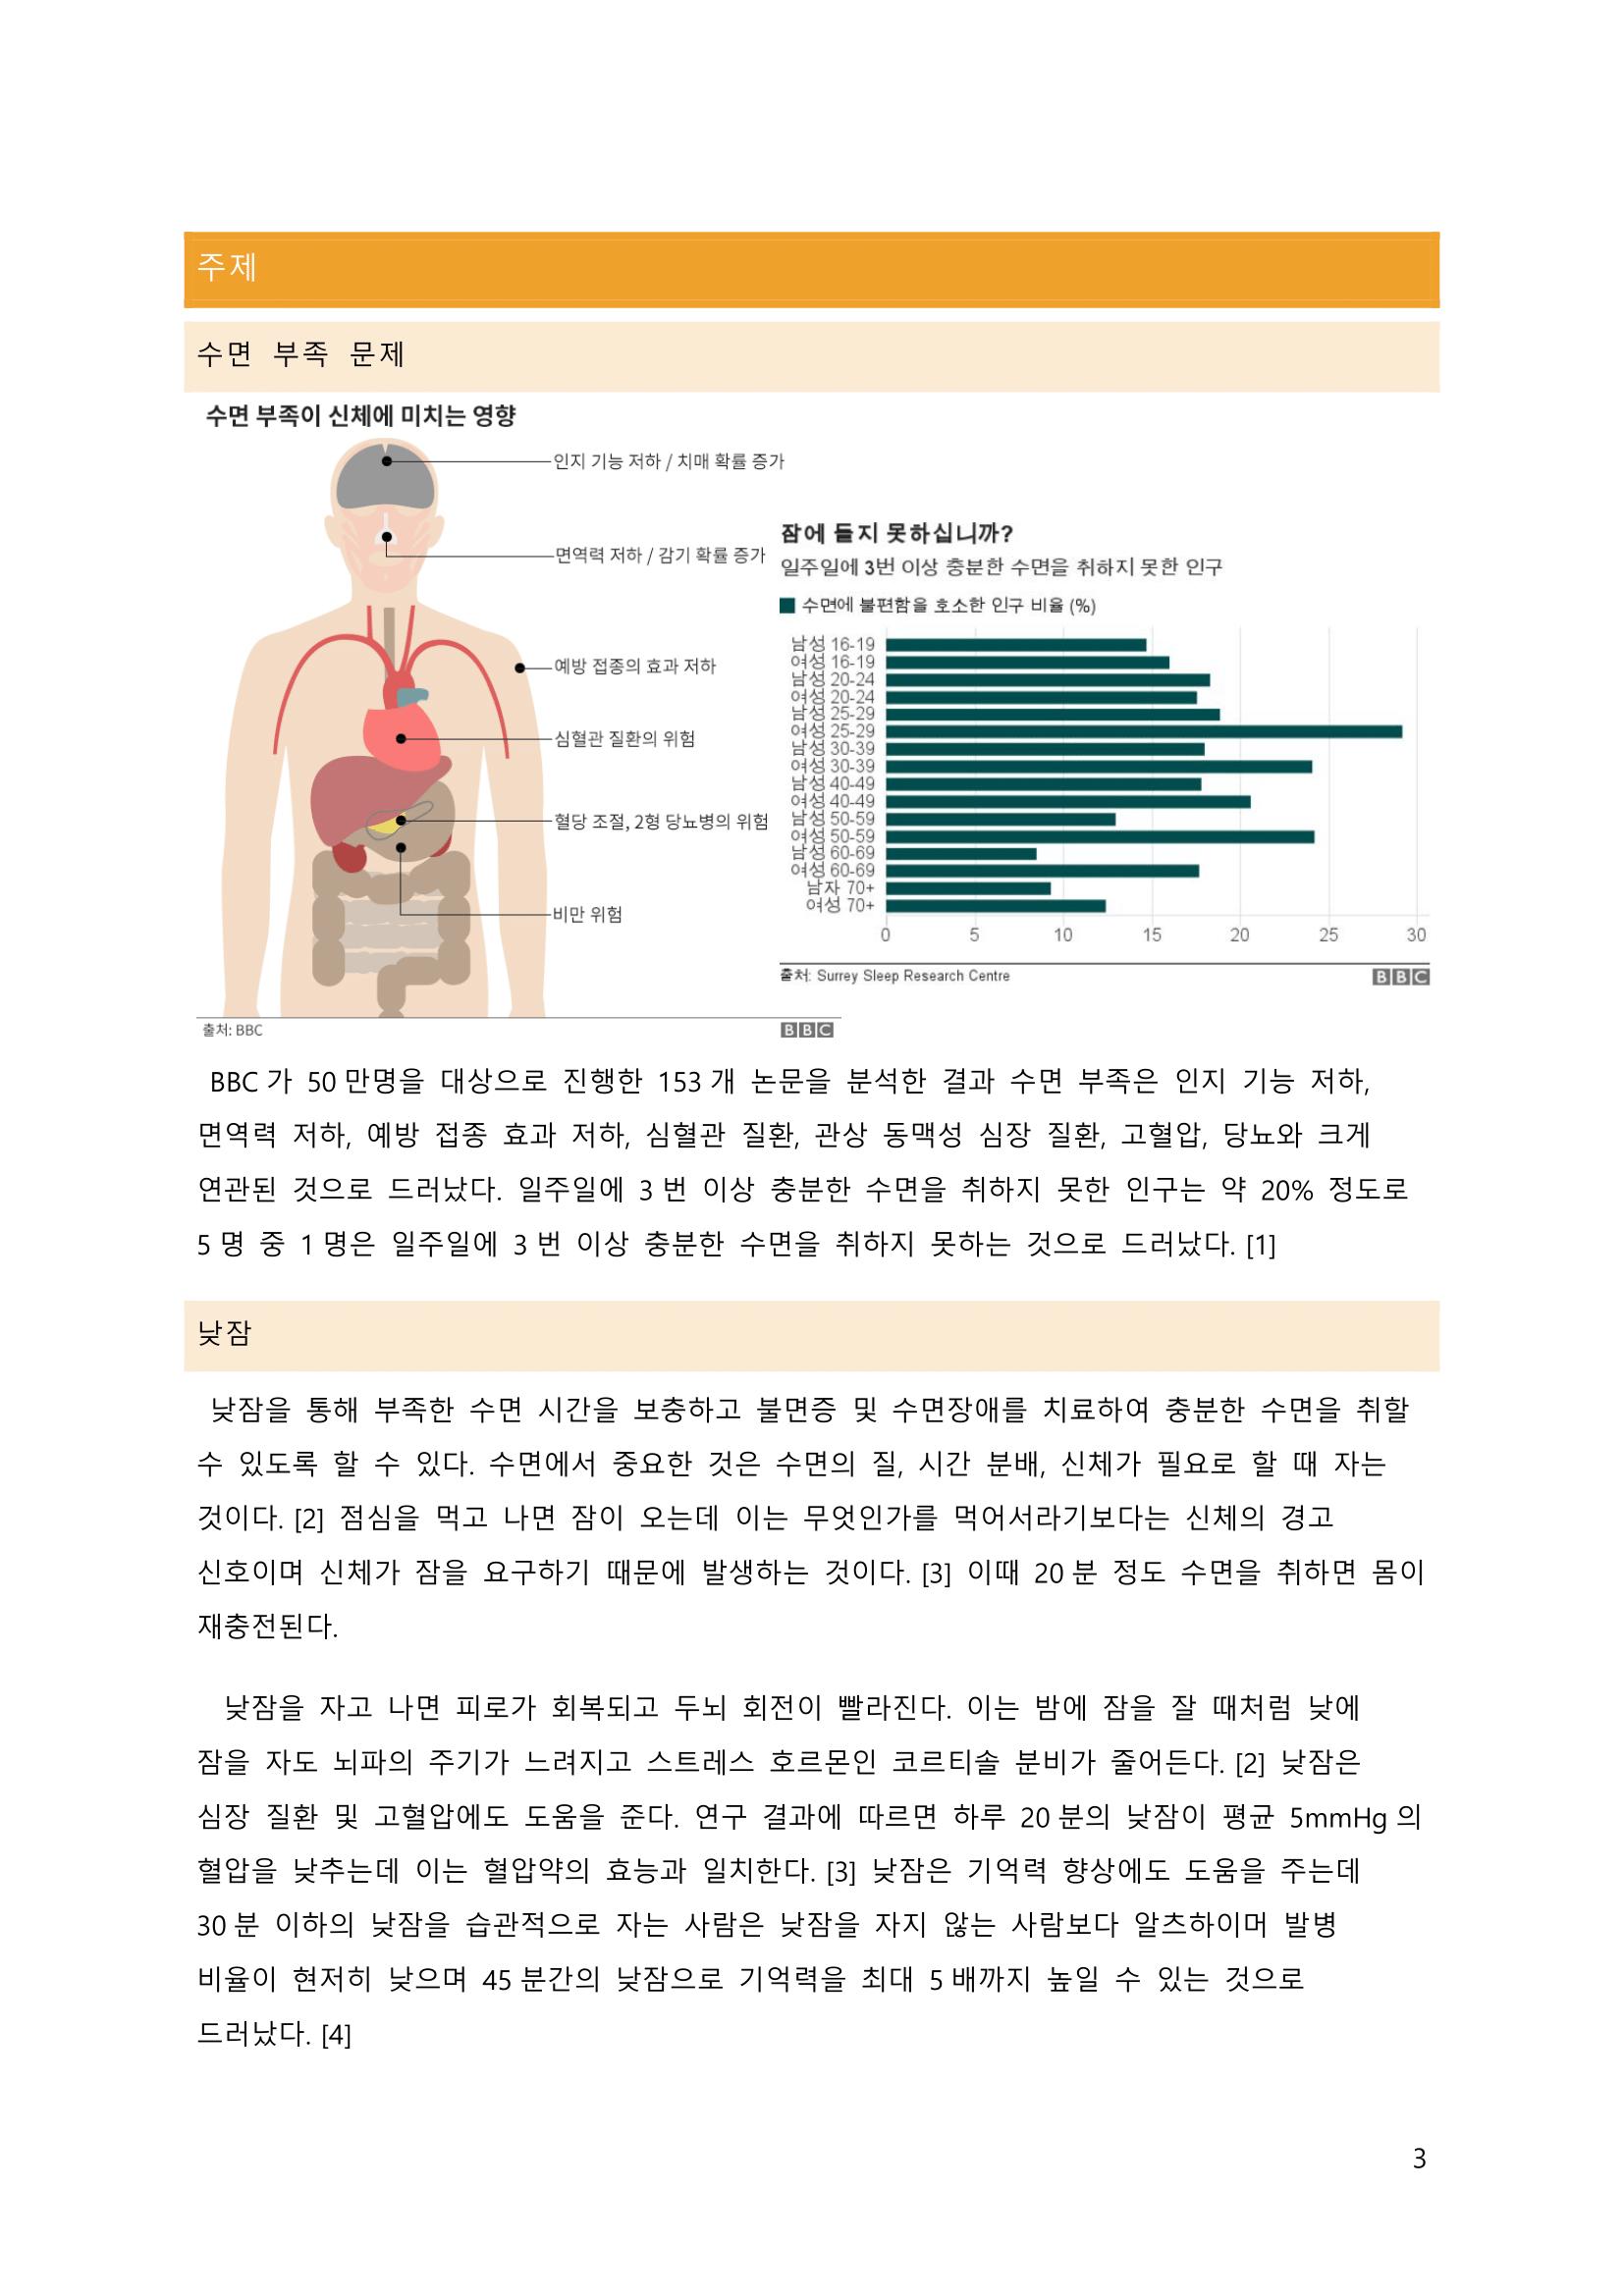 주제
수면 부족 문제
수면 부족이 신체에 미치는 영향
인지 기능 저하 / 치매 확률 증가
면역력 저하 / 감기 확률 증가
예방 접종의 효과 저하
심혈관 질환의 위험
혈당 조절, 2형 당뇨병의 위험
비만 위험
출처: BBC
BBC
잠에 들지 못하십니까?
일주일에 3번 이상 충분한 수면을 취하지 못한 인구
수면에 불편함을 호소한 인구 비율 (%)
남성 16-19
여성 16-19
남성 20-24
여성 20-24
남성 25-29
여성 25-29
남성 30-39
여성 30-39
남성 40-49
여성 40-49
남성 50-59
여성 50-59
남성 60-69
여성 60-69
남자 70+
여성 70+
0 5 10 15 20 25 30
출처: Surrey Sleep Research Centre
BBC
BBC 가 50 만명을 대상으로 진행한 153 개 논문을 분석한 결과 수면 부족은 인지 기능 저하,
면역력 저하, 예방 접종 효과 저하, 심혈관 질환, 관상 동맥성 심장 질환, 고혈압, 당뇨와 크게
연관된 것으로 드러났다. 일주일에 3 번 이상 충분한 수면을 취하지 못한 인구는 약 20% 정도로
5 명 중 1 명은 일주일에 3 번 이상 충분한 수면을 취하지 못하는 것으로 드러났다. [1]
낮잠
낮잠을 통해 부족한 수면 시간을 보충하고 불면증 및 수면장애를 치료하여 충분한 수면을 취할
수 있도록 할 수 있다. 수면에서 중요한 것은 수면의 질, 시간 분배, 신체가 필요로 할 때 자는
것이다. [2] 점심을 먹고 나면 잠이 오는데 이는 무엇인가를 먹어서라기보다는 신체의 경고
신호이며 신체가 잠을 요구하기 때문에 발생하는 것이다. [3] 이때 20 분 정도 수면을 취하면 몸이
재충전된다.
낮잠을 자고 나면 피로가 회복되고 두뇌 회전이 빨라진다. 이는 밤에 잠을 잘 때처럼 낮에
잠을 자도 뇌파의 주기가 느려지고 스트레스 호르몬인 코르티솔 분비가 줄어든다. [2] 낮잠은
심장 질환 및 고혈압에도 도움을 준다. 연구 결과에 따르면 하루 20 분의 낮잠이 평균 5mmHg 의
혈압을 낮추는데 이는 혈압약의 효능과 일치한다. [3] 낮잠은 기억력 향상에도 도움을 주는데
30 분 이하의 낮잠을 습관적으로 자는 사람은 낮잠을 자지 않는 사람보다 알츠하이머 발병
비율이 현저히 낮으며 45 분간의 낮잠으로 기억력을 최대 5 배까지 높일 수 있는 것으로
드러났다. [4]
3